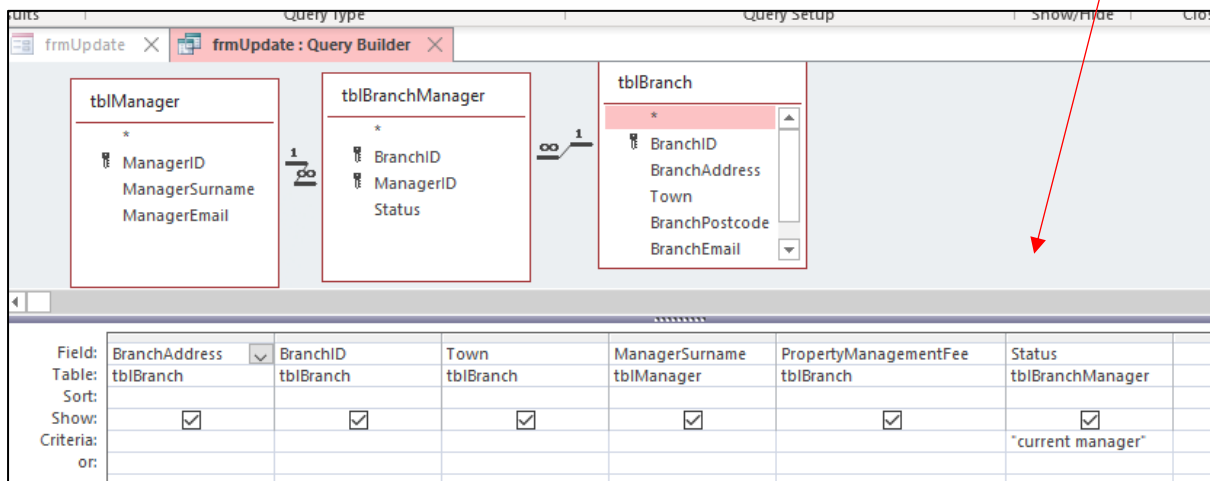 Query Type
Query Setup
Show/Hide
frmUpdate
frmUpdate : Query Builder
tblManager
*
ManagerID
ManagerSurname
ManagerEmail
1
∞
tblBranchManager
*
BranchID
ManagerID
Status
∞
1
tblBranch
*
BranchID
BranchAddress
Town
BranchPostcode
BranchEmail
Field: BranchAddress BranchID Town ManagerSurname PropertyManagementFee Status
Table: tblBranch tblBranch tblBranch tblManager tblBranch tblBranchManager
Sort:
Show:
Criteria: "current manager"
or: